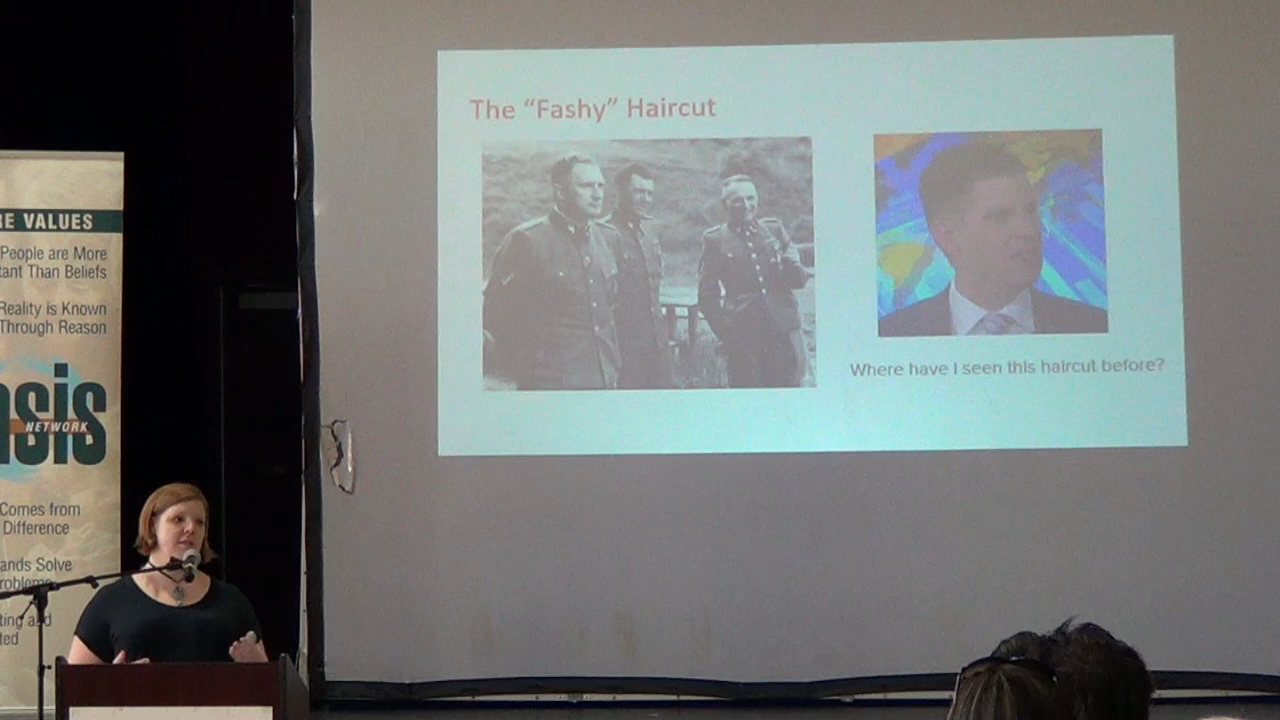 The “Fashy” Haircut
Where have I seen this haircut before?
RE VALUES
People are More
tant Than Beliefs
Reality is Known
Through Reason
asis
NETWORK
Comes from
Difference
ands Solve
roblems
ting and
ted